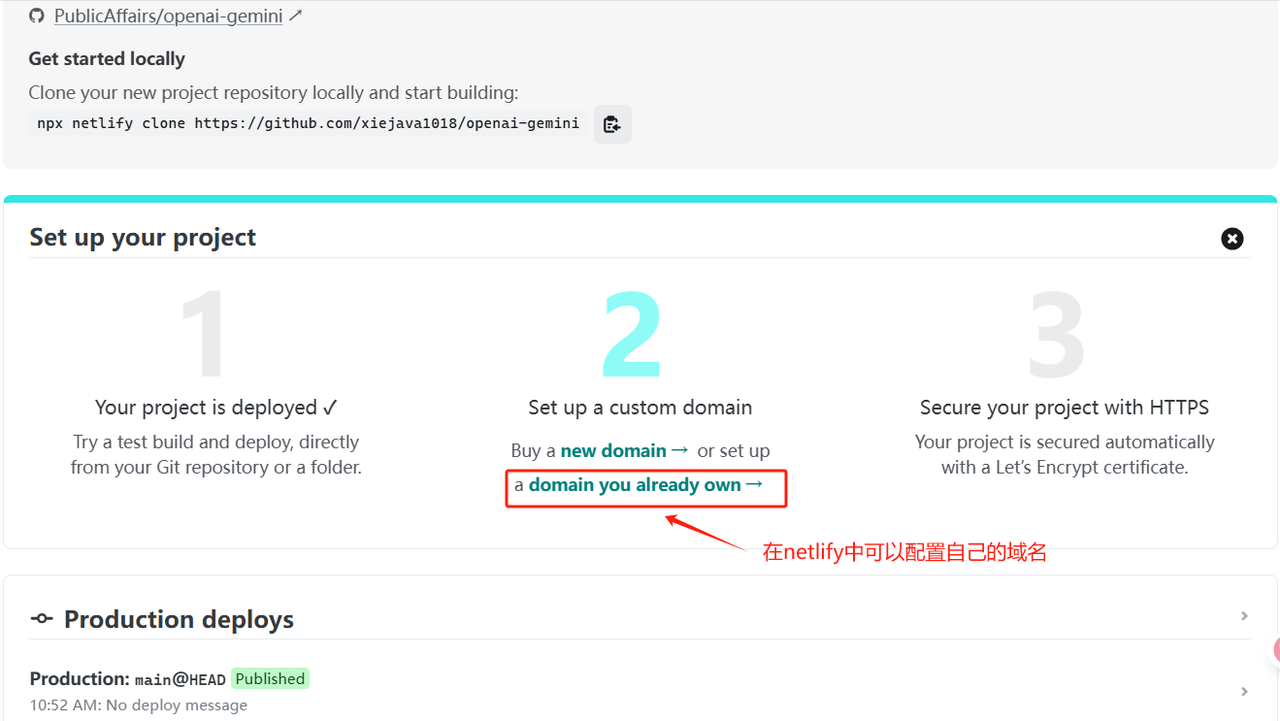 PublicAffairs/openai-gemini ↗
Get started locally
Clone your new project repository locally and start building:
npx netlify clone https://github.com/xiejava1018/openai-gemini
Set up your project
1
Your project is deployed ✓
Try a test build and deploy, directly
from your Git repository or a folder.
2
Set up a custom domain
Buy a new domain → or set up
a domain you already own →
3
Secure your project with HTTPS
Your project is secured automatically
with a Let’s Encrypt certificate.
在netlify中可以配置自己的域名
Production deploys
Production: main@HEAD Published
10:52 AM: No deploy message